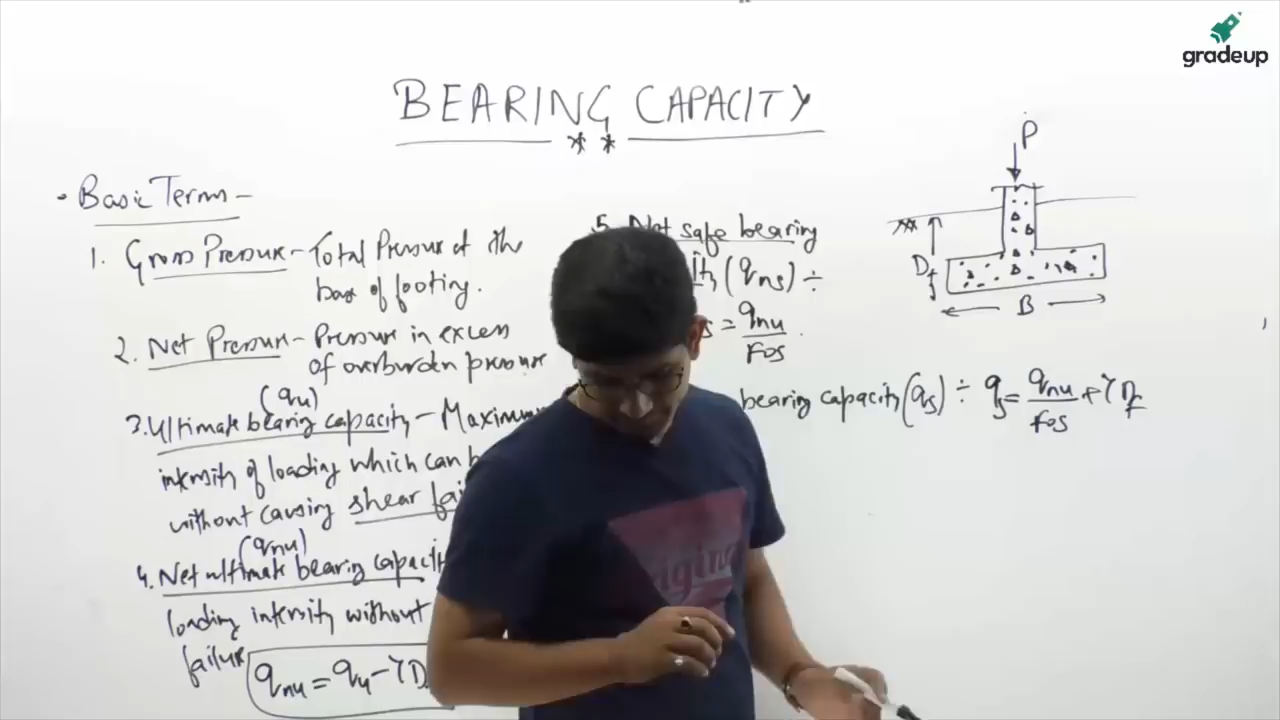 gradeup
BEARING CAPACITY
• Basic Terms -
1. Gross Pressure - Total Pressure at the
base of footing.
2. Net Pressure - Pressure in excess
of overburden pressure
(qu)
3. Ultimate bearing capacity - Maximum
intensity of loading which can
without causing shear
(qnu)
4. Net ultimate bearing
loading intensity without
failure
qnu = qu - γD
5. Net safe bearing
(qns) ÷
= qnu / FOS
bearing capacity (qs) ÷ qs = qnu / FOS + γDf
P
Df
B
original